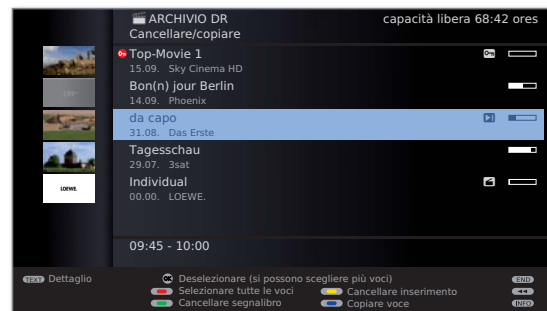 ARCHIVIO DR capacità libera 68:42 ores
Cancellare/copiare
Top-Movie 1
15.09. Sky Cinema HD
Bon(n) jour Berlin
14.09. Phoenix
da capo
31.08. Das Erste
Tagesschau
29.07. 3sat
Individual
00.00. LOEWE.
LOEWE.
09:45 - 10:00
TEXT Dettaglio OK Deselezionare (si possono scegliere più voci) END
Selezionare tutte le voci Cancellare inserimento
Cancellare segnalibro Copiare voce INFO